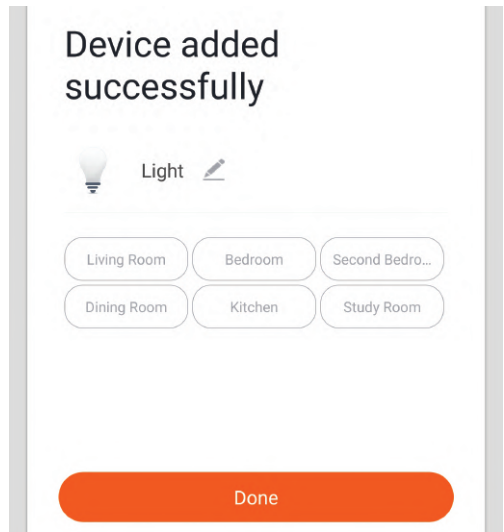 Device added
successfully
Light
Living Room Bedroom Second Bedro...
Dining Room Kitchen Study Room
Done